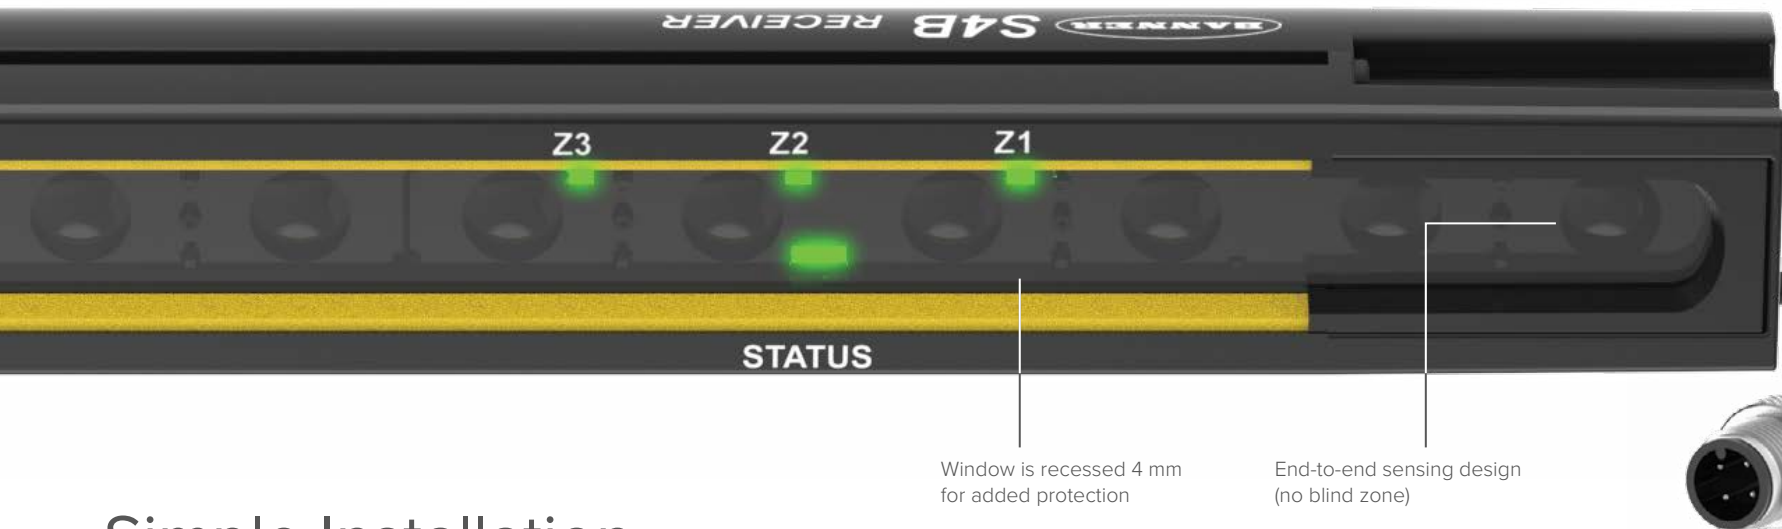 BANNER S4B RECEIVER
Z3 Z2 Z1
STATUS
Window is recessed 4 mm
for added protection
End-to-end sensing design
(no blind zone)
Simple Installation